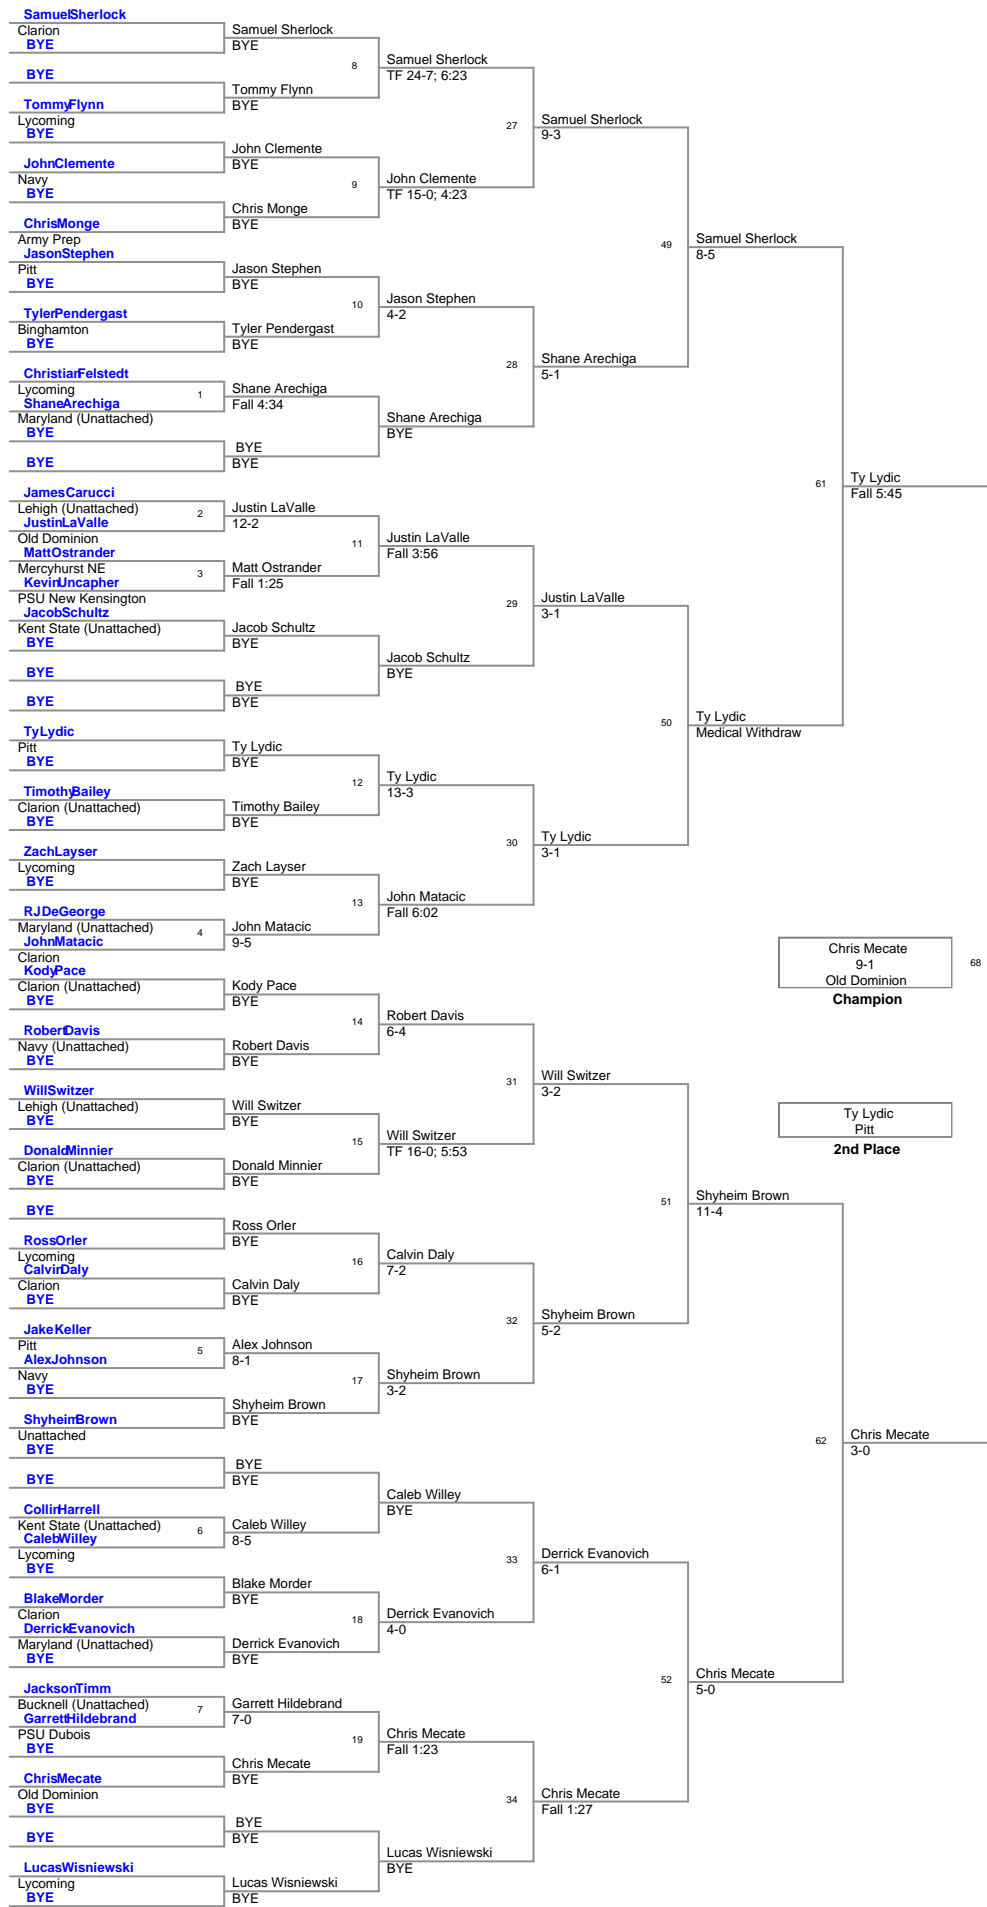 SamuelSherlock
Clarion
BYE
BYE
TommyFlynn
Lycoming
BYE
JohnClemente
Navy
BYE
ChrisMonge
Army Prep
JasonStephen
Pitt
BYE
TylerPendergast
Binghamton
BYE
ChristianFelstedt
Lycoming
1
ShaneArechiga
Maryland (Unattached)
BYE
BYE
JamesCarucci
Lehigh (Unattached)
2
JustinLaValle
Old Dominion
MattOstrander
Mercyhurst NE
3
KevinUncapher
PSU New Kensington
JacobSchultz
Kent State (Unattached)
BYE
BYE
BYE
TyLydic
Pitt
BYE
TimothyBailey
Clarion (Unattached)
BYE
ZachLayser
Lycoming
BYE
RJDeGeorge
Maryland (Unattached)
4
JohnMatacic
Clarion
KodyPace
Clarion (Unattached)
BYE
RobertDavis
Navy (Unattached)
BYE
WillSwitzer
Lehigh (Unattached)
BYE
DonaldMinnier
Clarion (Unattached)
BYE
BYE
RossOrler
Lycoming
CalvinDaly
Clarion
BYE
JakeKeller
Pitt
5
AlexJohnson
Navy
BYE
ShyheimBrown
Unattached
BYE
BYE
CollinHarrell
Kent State (Unattached)
6
CalebWilley
Lycoming
BYE
BlakeMorder
Clarion
DerrickEvanovich
Maryland (Unattached)
BYE
JacksonTimm
Bucknell (Unattached)
7
GarrettHildebrand
PSU Dubois
BYE
ChrisMecate
Old Dominion
BYE
BYE
LucasWisniewski
Lycoming
BYE
Samuel Sherlock
BYE
8
Tommy Flynn
BYE
John Clemente
BYE
9
Chris Monge
BYE
Jason Stephen
BYE
10
Tyler Pendergast
BYE
Shane Arechiga
Fall 4:34
BYE
BYE
Justin LaValle
12-2
11
Matt Ostrander
Fall 1:25
Jacob Schultz
BYE
BYE
BYE
Ty Lydic
BYE
12
Timothy Bailey
BYE
Zach Layser
BYE
13
John Matacic
9-5
Kody Pace
BYE
14
Robert Davis
BYE
Will Switzer
BYE
15
Donald Minnier
BYE
Ross Orler
BYE
16
Calvin Daly
BYE
Alex Johnson
8-1
17
Shyheim Brown
BYE
BYE
BYE
Caleb Willey
8-5
Blake Morder
BYE
18
Derrick Evanovich
BYE
Garrett Hildebrand
7-0
19
Chris Mecate
BYE
BYE
BYE
Lucas Wisniewski
BYE
Samuel Sherlock
TF 24-7; 6:23
27
John Clemente
TF 15-0; 4:23
Jason Stephen
4-2
28
Shane Arechiga
BYE
Justin LaValle
Fall 3:56
29
Jacob Schultz
BYE
Ty Lydic
13-3
30
John Matacic
Fall 6:02
Robert Davis
6-4
31
Will Switzer
TF 16-0; 5:53
Calvin Daly
7-2
32
Shyheim Brown
3-2
Caleb Willey
BYE
33
Derrick Evanovich
4-0
Chris Mecate
Fall 1:23
34
Lucas Wisniewski
BYE
Samuel Sherlock
9-3
49
Shane Arechiga
5-1
Justin LaValle
3-1
50
Ty Lydic
3-1
Will Switzer
3-2
51
Shyheim Brown
5-2
Derrick Evanovich
6-1
52
Chris Mecate
Fall 1:27
Samuel Sherlock
8-5
61
Ty Lydic
Medical Withdraw
Shyheim Brown
11-4
62
Chris Mecate
5-0
Ty Lydic
Fall 5:45
Chris Mecate
9-1
68
Old Dominion
Champion
Ty Lydic
Pitt
2nd Place
Chris Mecate
3-0